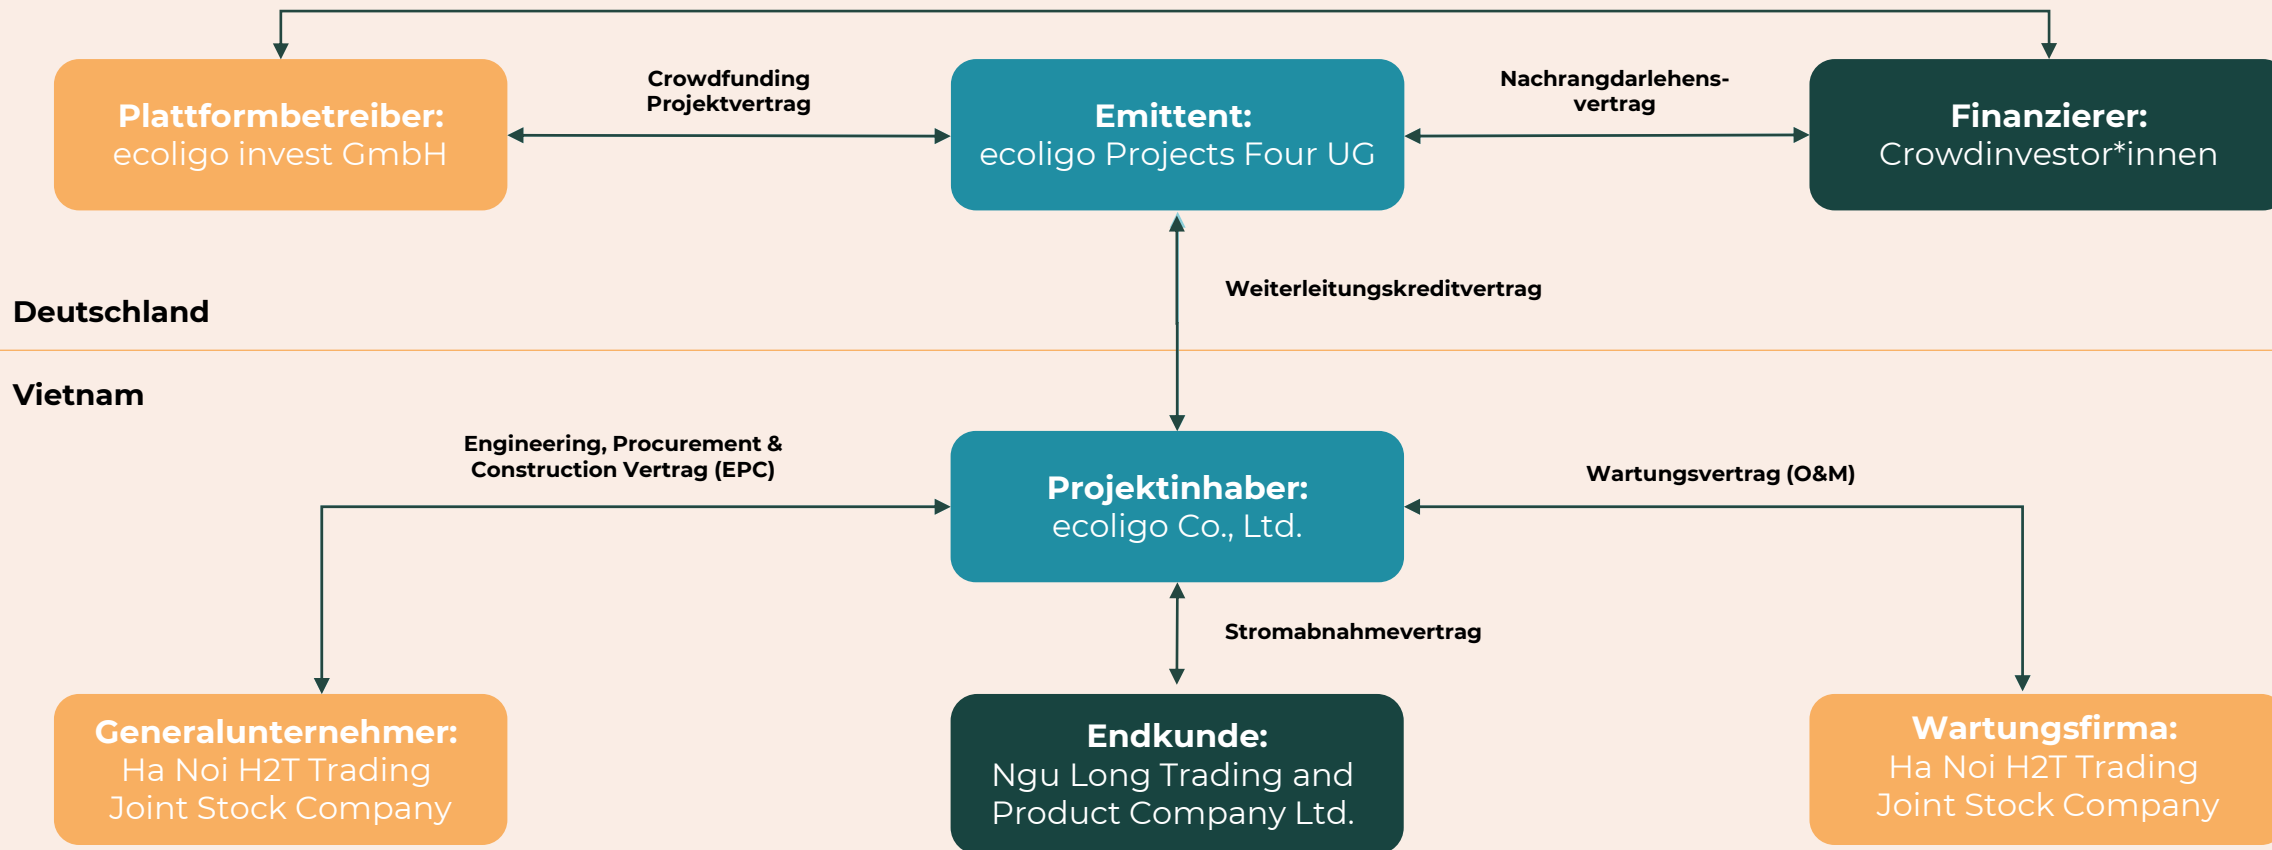 Plattformbetreiber:
ecoligo invest GmbH
Crowdfunding
Projektvertrag
Emittent:
ecoligo Projects Four UG
Nachrangdarlehens-
vertrag
Finanzierer:
Crowdinvestor*innen
Weiterleitungskreditvertrag
Deutschland
Vietnam
Engineering, Procurement &
Construction Vertrag (EPC)
Projektinhaber:
ecoligo Co., Ltd.
Wartungsvertrag (O&M)
Stromabnahmevertrag
Generalunternehmer:
Ha Noi H2T Trading
Joint Stock Company
Endkunde:
Ngu Long Trading and
Product Company Ltd.
Wartungsfirma:
Ha Noi H2T Trading
Joint Stock Company